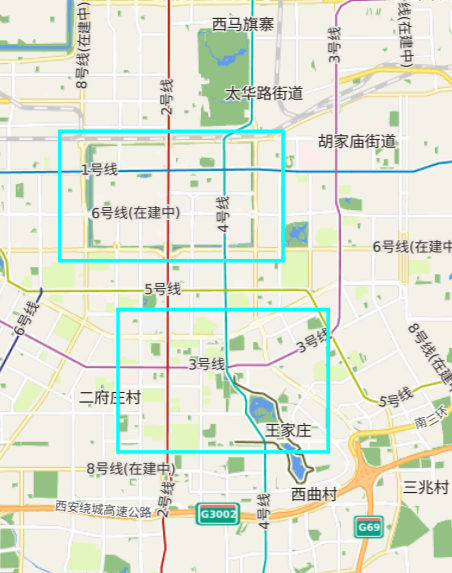 西马旗寨
8号线(在建中)
3号线
线(在建中)
2号线
太华路街道
胡家庙街道
1号线
4号线
6号线(在建中)
6号线(在建中
5号线
6号线
3号线
3号线
8号线(在建
二府庄村
5号线
南三环
王家庄
8号线(在建中)
2号线
4号线
西曲村
三兆村
西安绕城高速公路
G3002
G69